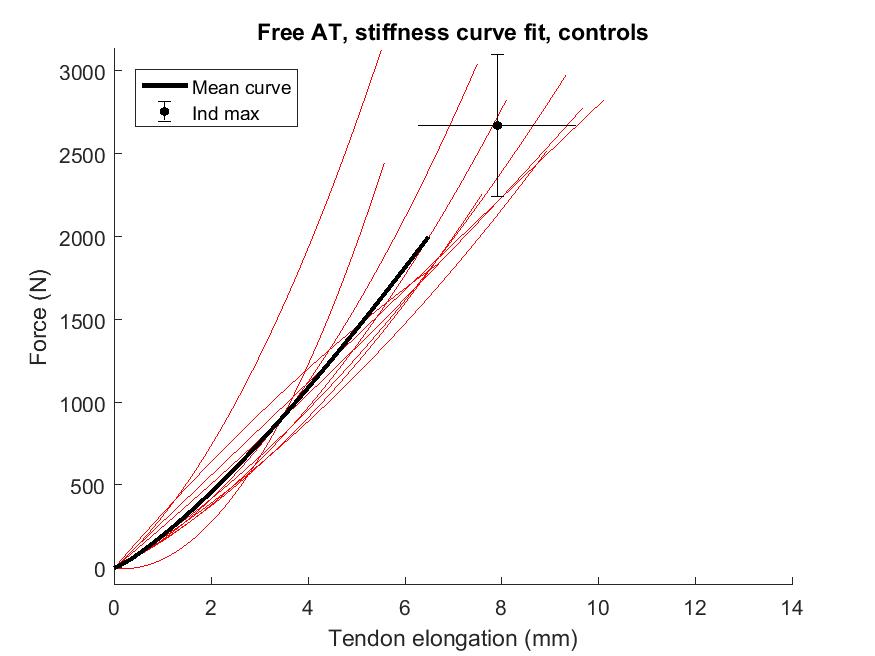 Free AT, stiffness curve fit, controls
3000
2500
2000
1500
1000
500
0
Mean curve
Ind max
Force (N)
0 2 4 6 8 10 12 14
Tendon elongation (mm)